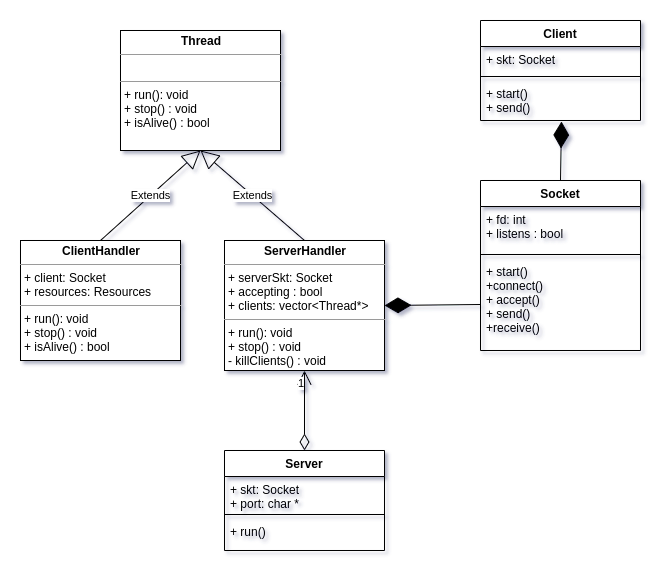 Thread
+ run(): void
+ stop() : void
+ isAlive() : bool
Client
+ skt: Socket
+ start()
+ send()
Extends
Extends
ClientHandler
+ client: Socket
+ resources: Resources
+ run(): void
+ stop() : void
+ isAlive() : bool
ServerHandler
+ serverSkt: Socket
+ accepting : bool
+ clients: vector<Thread*>
+ run(): void
+ stop() : void
- killClients() : void
Socket
+ fd: int
+ listens : bool
+ start()
+connect()
+ accept()
+ send()
+receive()
1
Server
+ skt: Socket
+ port: char *
+ run()